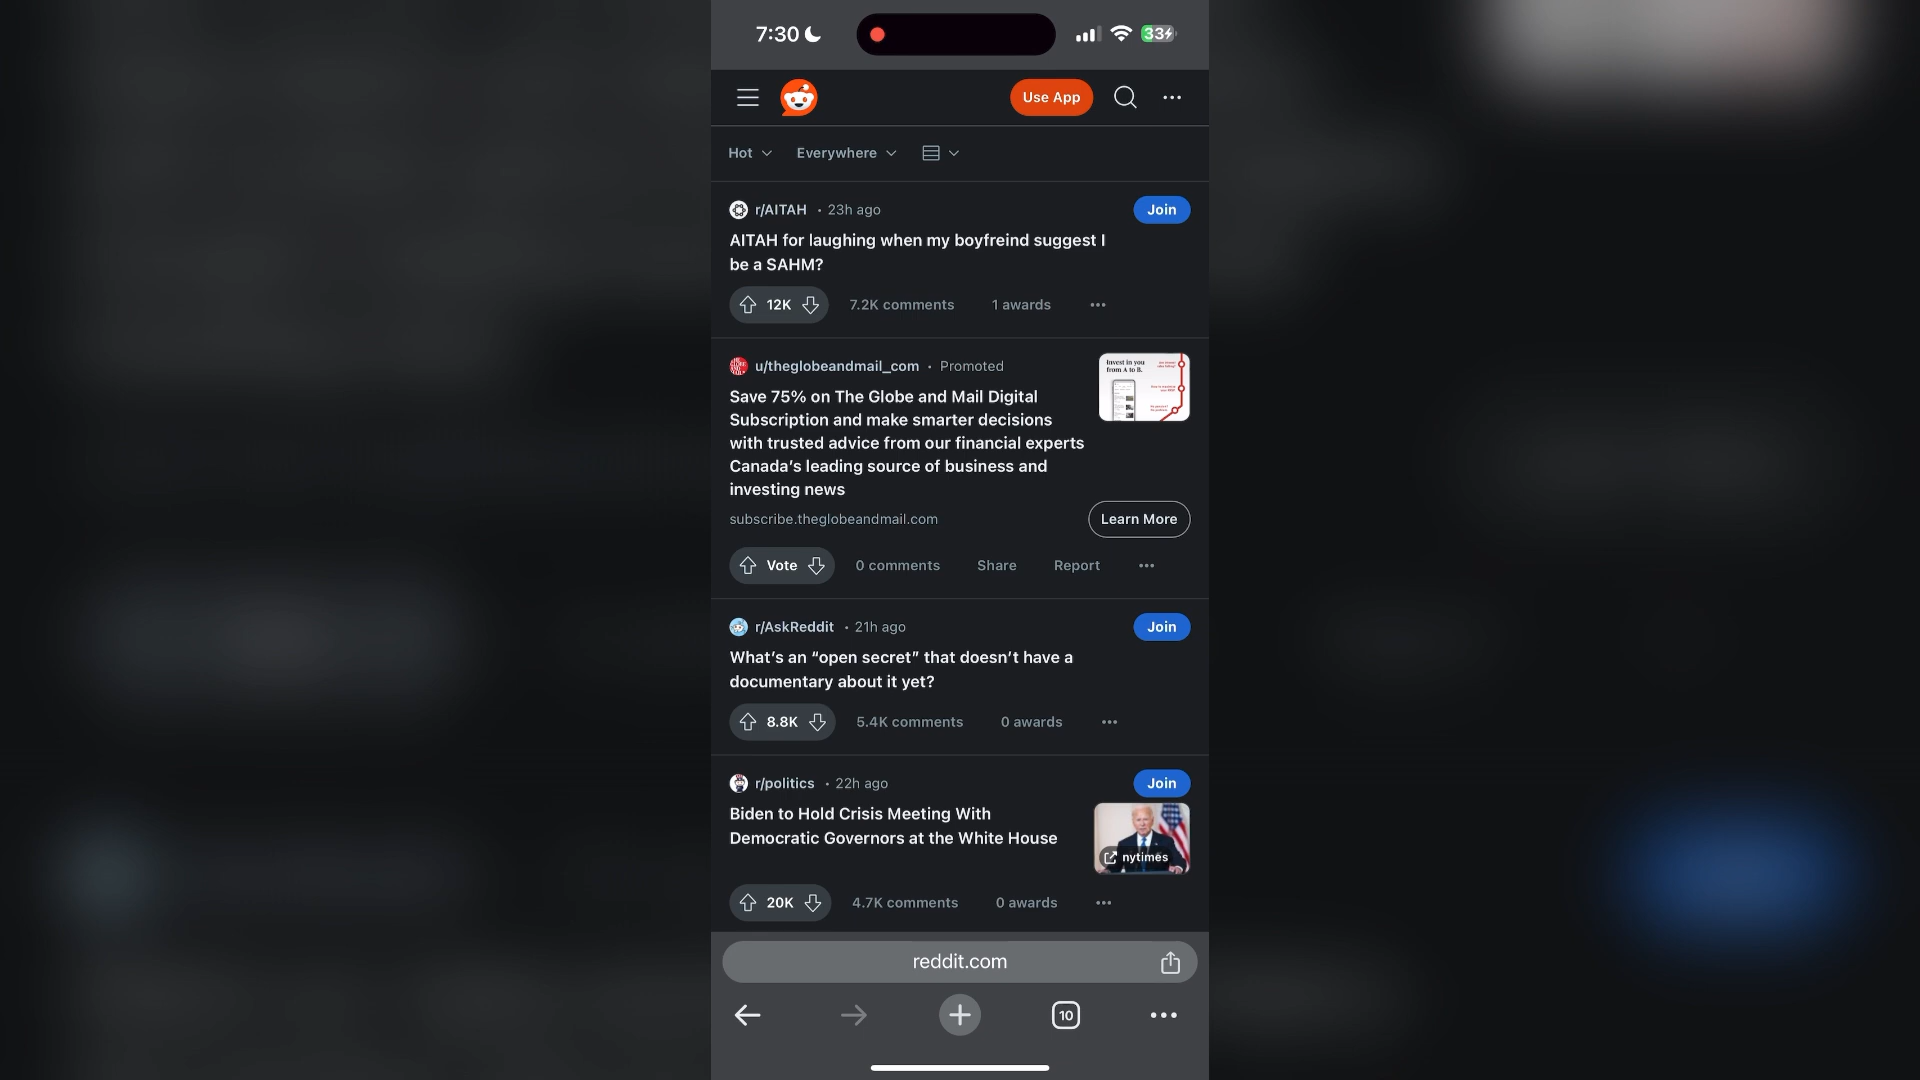 7:30
33
Use App
Hot Everywhere
r/AITAH • 23h ago Join
AITAH for laughing when my boyfreind suggest I
be a SAHM?
12K 7.2K comments 1 awards
u/theglobeandmail_com • Promoted
Invest in you
from A to B.
Save 75% on The Globe and Mail Digital
Subscription and make smarter decisions
with trusted advice from our financial experts
Canada's leading source of business and
investing news
subscribe.theglobeandmail.com Learn More
Vote 0 comments Share Report
r/AskReddit • 21h ago Join
What's an “open secret” that doesn't have a
documentary about it yet?
8.8K 5.4K comments 0 awards
r/politics • 22h ago Join
Biden to Hold Crisis Meeting With
Democratic Governors at the White House
nytimes
20K 4.7K comments 0 awards
reddit.com
10